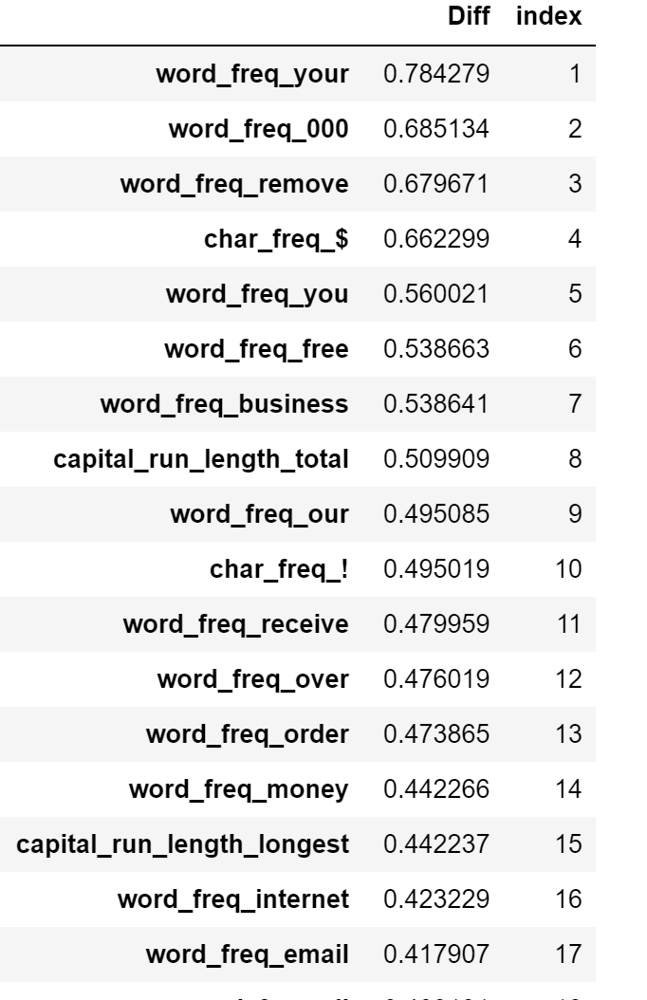 Diff index
word_freq_your 0.784279 1
word_freq_000 0.685134 2
word_freq_remove 0.679671 3
char_freq_$ 0.662299 4
word_freq_you 0.560021 5
word_freq_free 0.538663 6
word_freq_business 0.538641 7
capital_run_length_total 0.509909 8
word_freq_our 0.495085 9
char_freq_! 0.495019 10
word_freq_receive 0.479959 11
word_freq_over 0.476019 12
word_freq_order 0.473865 13
word_freq_money 0.442266 14
capital_run_length_longest 0.442237 15
word_freq_internet 0.423229 16
word_freq_email 0.417907 17